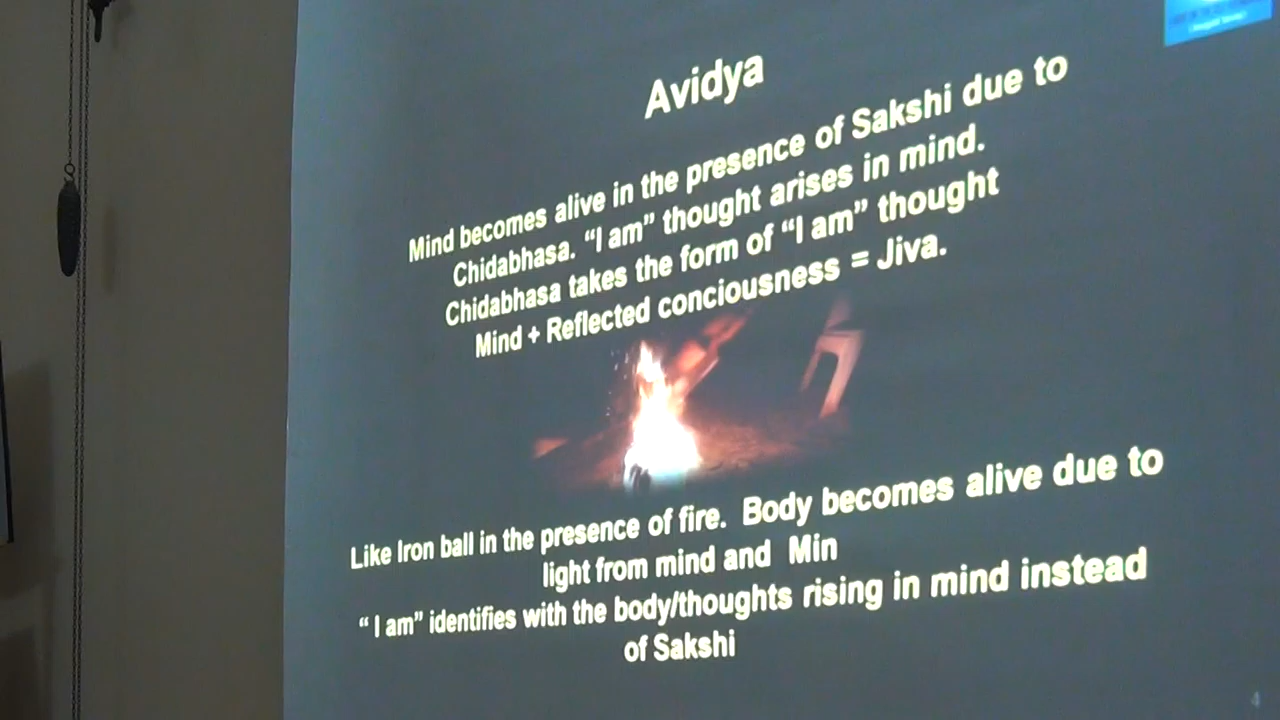 Avidya
Mind becomes alive in the presence of Sakshi due to
Chidabhasa. “I am” thought arises in mind.
Chidabhasa takes the form of “I am” thought
Mind + Reflected conciousness = Jiva.
Like Iron ball in the presence of fire.  Body becomes alive due to
light from mind and  Min
“ I am” identifies with the body/thoughts rising in mind instead
of Sakshi
4